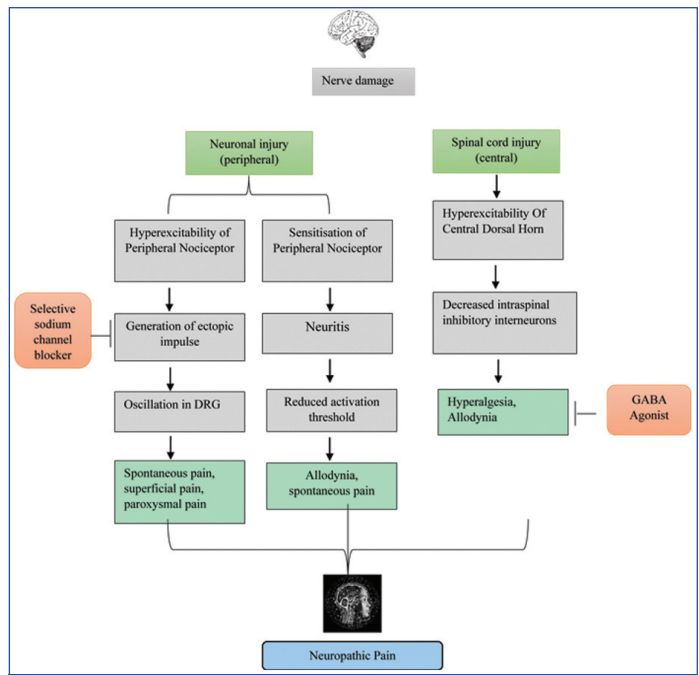 Nerve damage
Neuronal injury
(peripheral)
Spinal cord injury
(central)
Hyperexcitability of
Peripheral Nociceptor
Sensitisation of
Peripheral Nociceptor
Hyperexcitability Of
Central Dorsal Horn
Selective
sodium
channel
blocker
Generation of ectopic
impulse
Neuritis
Decreased intraspinal
inhibitory interneurons
Oscillation in DRG
Reduced activation
threshold
Hyperalgesia,
Allodynia
GABA
Agonist
Spontaneous pain,
superficial pain,
paroxysmal pain
Allodynia,
spontaneous pain
Neuropathic Pain